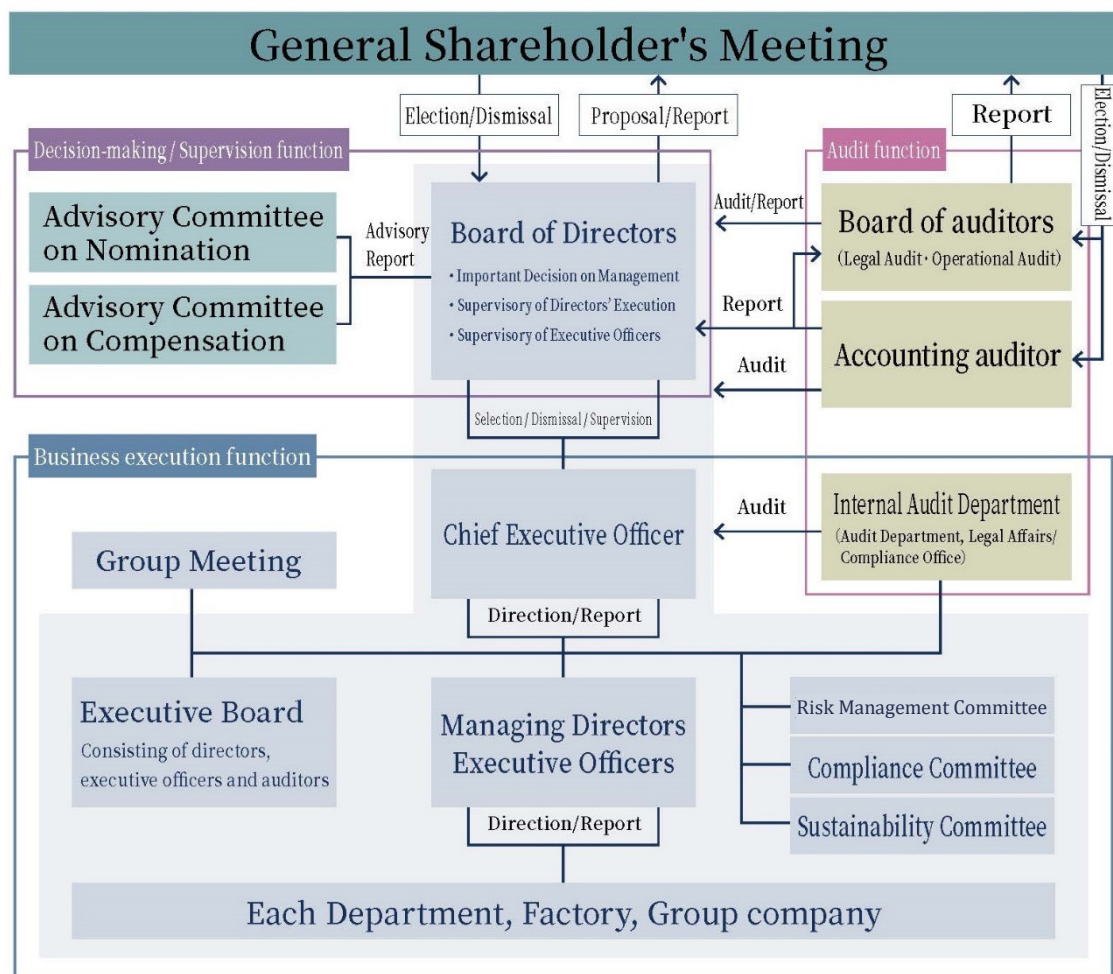 General Shareholder's Meeting
Election/Dismissal
Proposal/Report
Report
Election/Dismissal
Decision-making / Supervision function
Audit function
Advisory Committee
on Nomination
Advisory Committee
on Compensation
Advisory
Report
Board of Directors
・Important Decision on Management
・Supervisory of Directors' Execution
・Supervisory of Executive Officers
Audit/Report
Report
Audit
Board of auditors
(Legal Audit・Operational Audit)
Accounting auditor
Selection / Dismissal / Supervision
Business execution function
Chief Executive Officer
Audit
Internal Audit Department
(Audit Department, Legal Affairs/
Compliance Office)
Group Meeting
Direction/Report
Executive Board
Consisting of directors,
executive officers and auditors
Managing Directors
Executive Officers
Risk Management Committee
Compliance Committee
Sustainability Committee
Direction/Report
Each Department, Factory, Group company